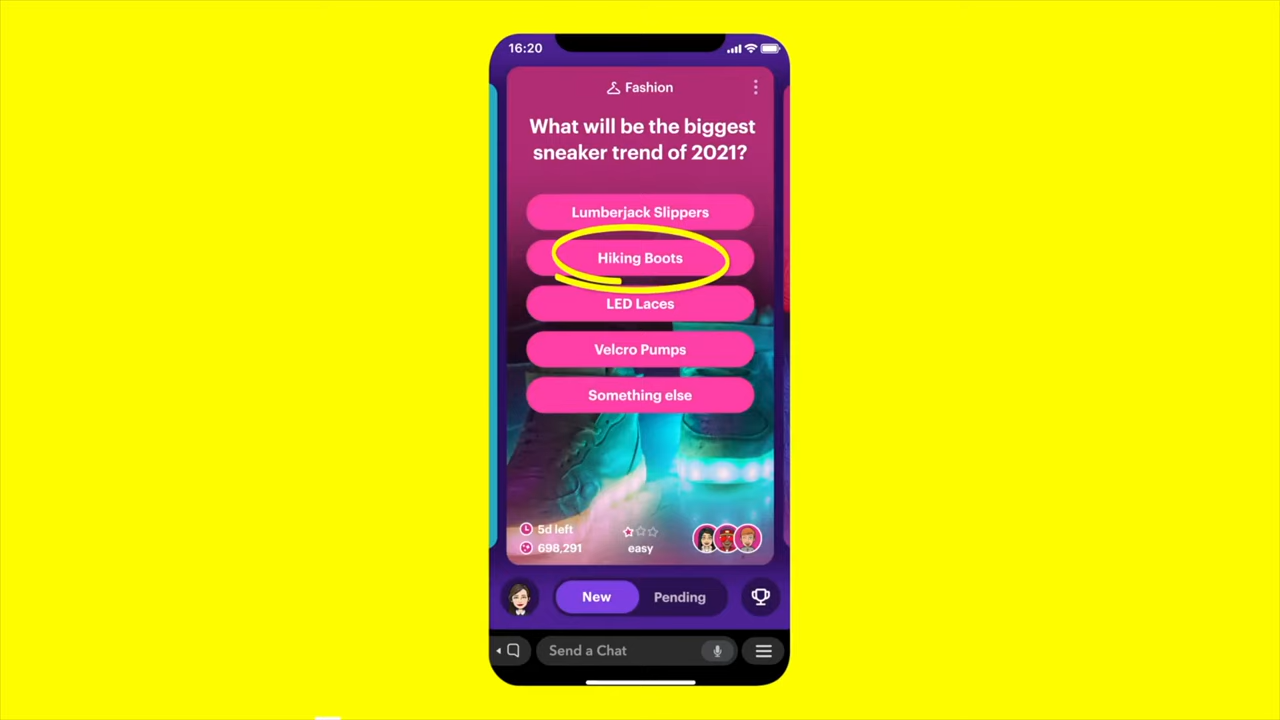 16:20
Fashion
What will be the biggest
sneaker trend of 2021?
Lumberjack Slippers
Hiking Boots
LED Laces
Velcro Pumps
Something else
5d left
698,291
easy
New
Pending
Send a Chat